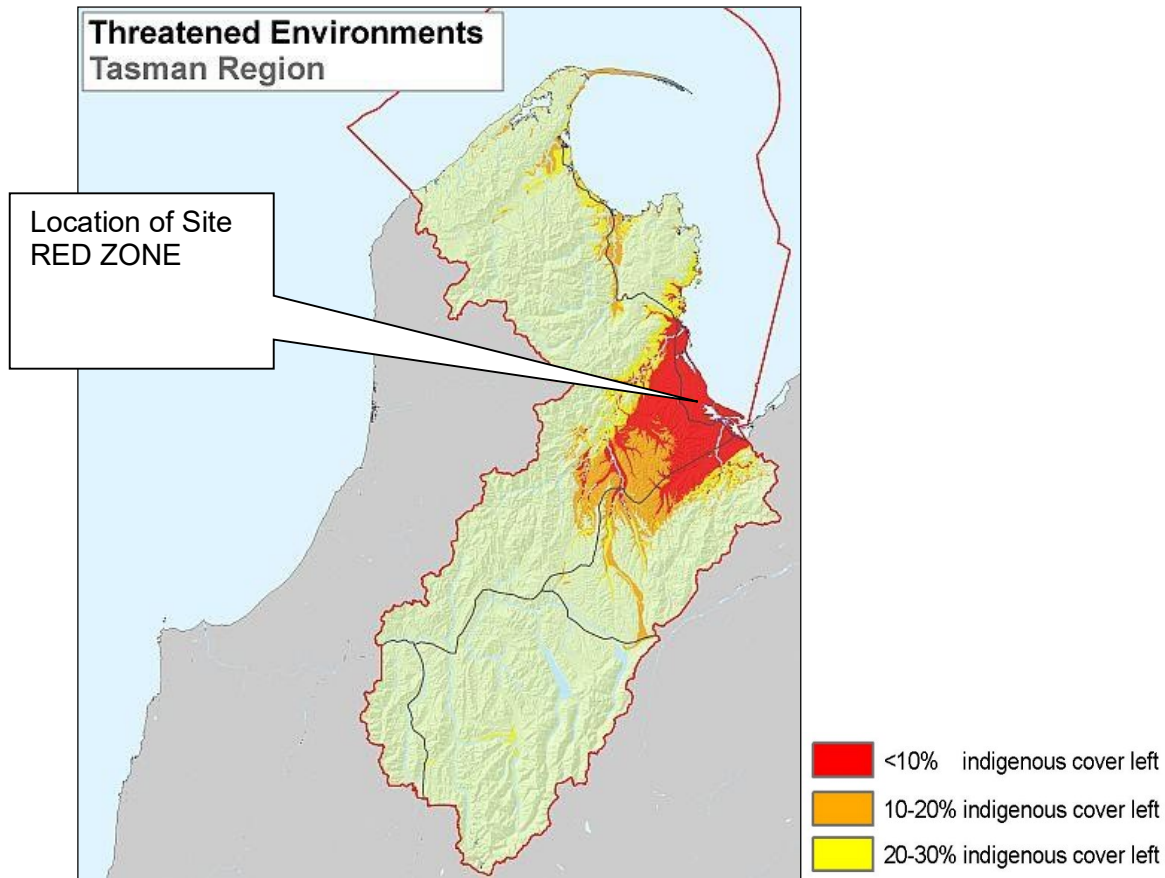 Threatened Environments
Tasman Region
Location of Site
RED ZONE
<10% indigenous cover left
10-20% indigenous cover left
20-30% indigenous cover left